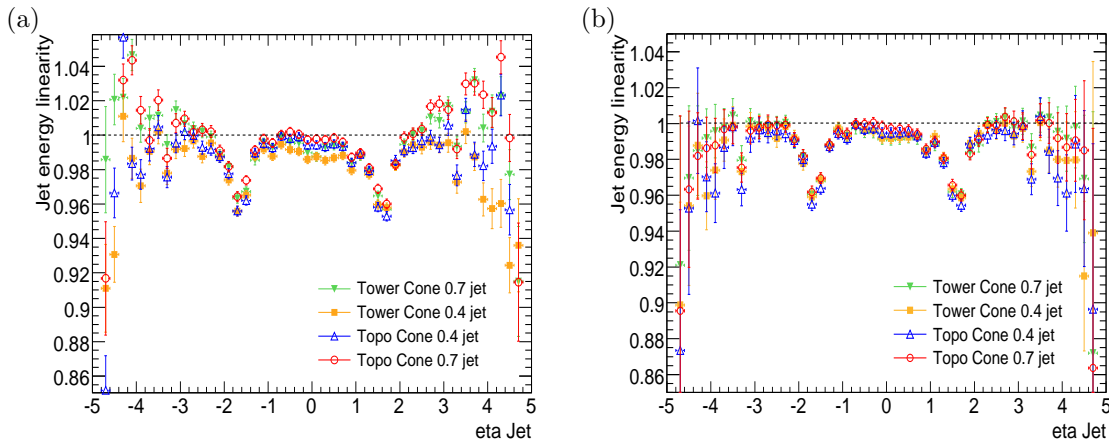 (a)
Jet energy linearity
1.04
1.02
1
0.98
0.96
0.94
0.92
0.9
0.88
0.86
Tower Cone 0.7 jet
Tower Cone 0.4 jet
Topo Cone 0.4 jet
Topo Cone 0.7 jet
-5 -4 -3 -2 -1 0 1 2 3 4 5
eta Jet
(b)
Jet energy linearity
1.04
1.02
1
0.98
0.96
0.94
0.92
0.9
0.88
0.86
Tower Cone 0.7 jet
Tower Cone 0.4 jet
Topo Cone 0.4 jet
Topo Cone 0.7 jet
-5 -4 -3 -2 -1 0 1 2 3 4 5
eta Jet